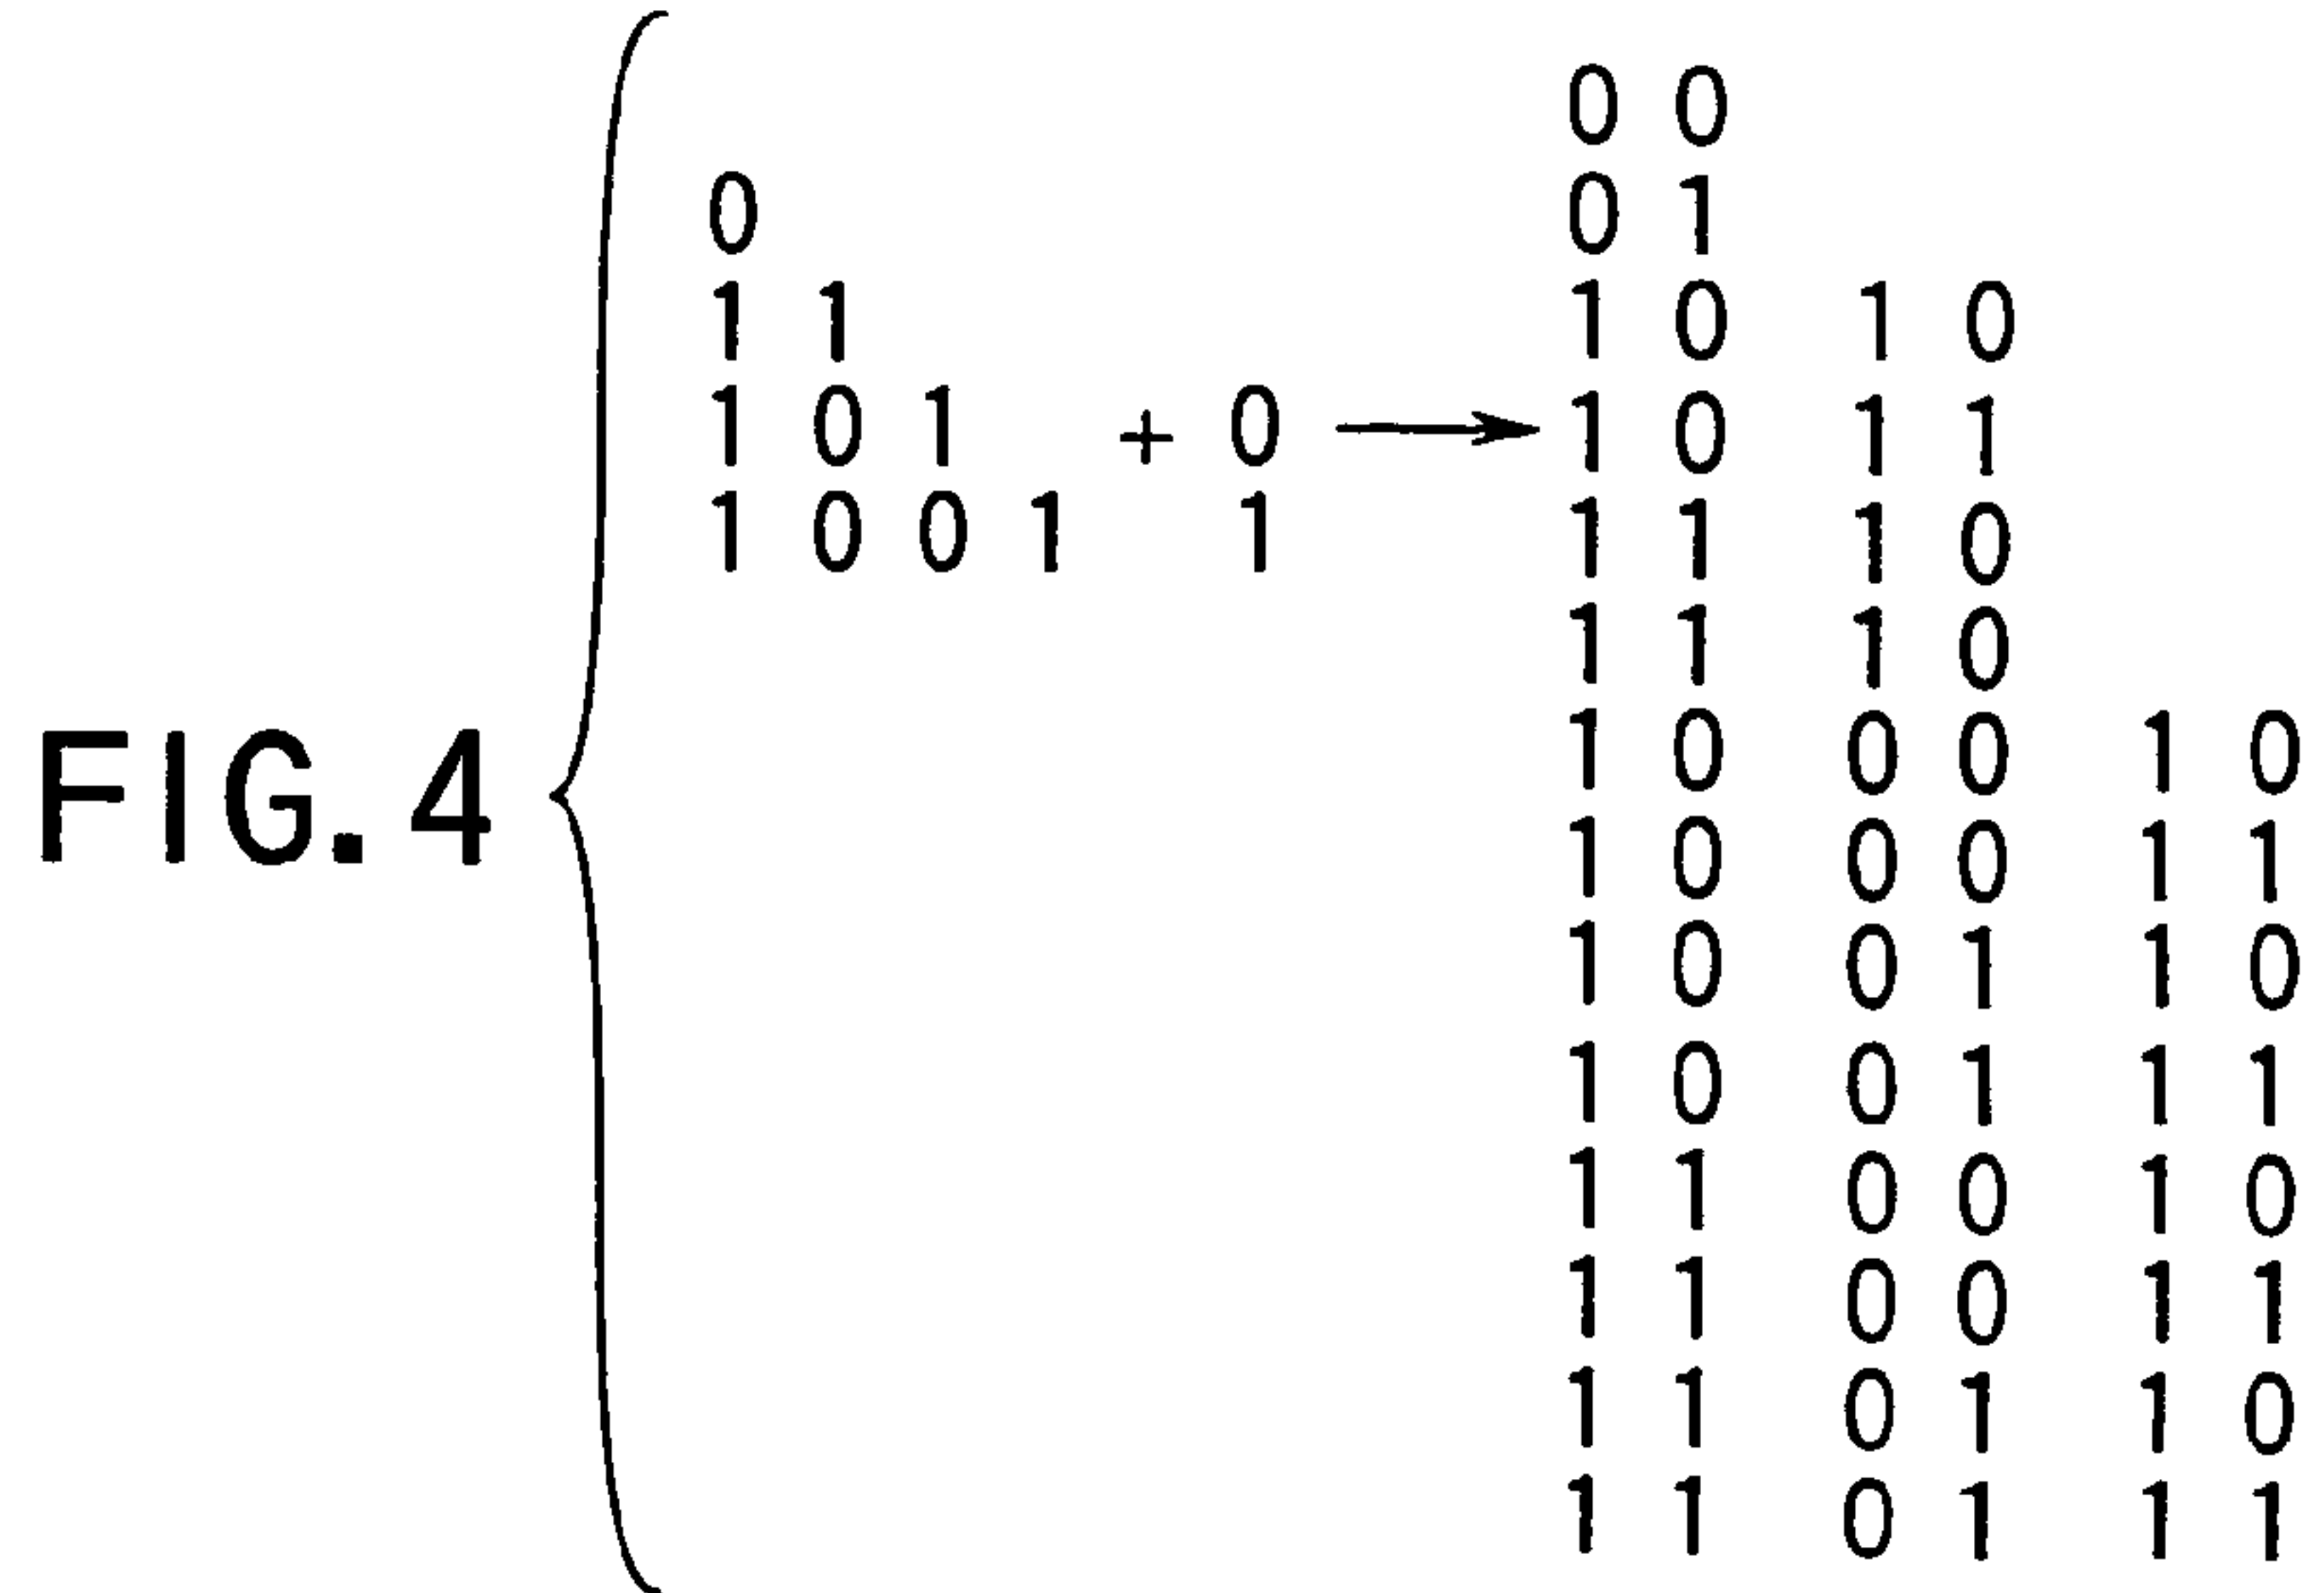 0 0
0 0 1
1 1 1 0 1 0
1 0 1 + 0 → 1 0 1 1
1 0 0 1 1 1 1 1 0
1 1 1 0
FIG. 4 1 0 0 0 1 0
1 0 0 0 1 1
1 0 0 1 1 0
1 0 0 1 1 1
1 1 0 0 1 0
1 1 0 0 1 1
1 1 0 1 1 0
1 1 0 1 1 1